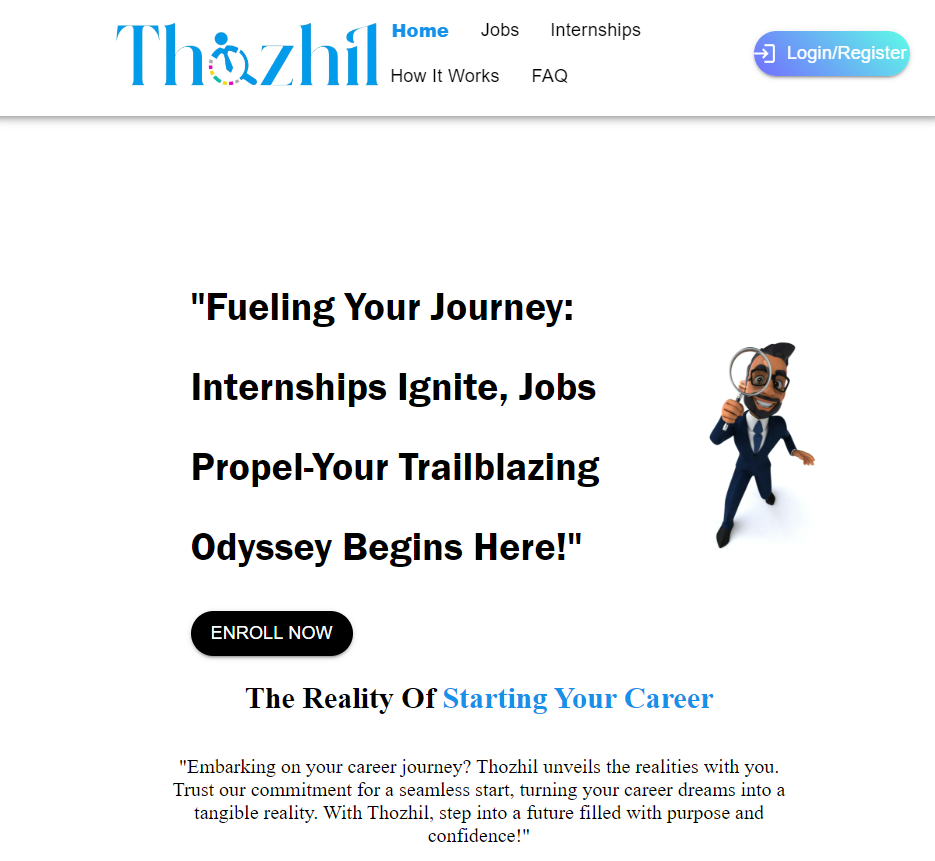 Thozhil
Home Jobs Internships
How It Works FAQ
Login/Register
"Fueling Your Journey:
Internships Ignite, Jobs
Propel-Your Trailblazing
Odyssey Begins Here!"
ENROLL NOW
The Reality Of Starting Your Career
"Embarking on your career journey? Thozhil unveils the realities with you.
Trust our commitment for a seamless start, turning your career dreams into a
tangible reality. With Thozhil, step into a future filled with purpose and
confidence!"